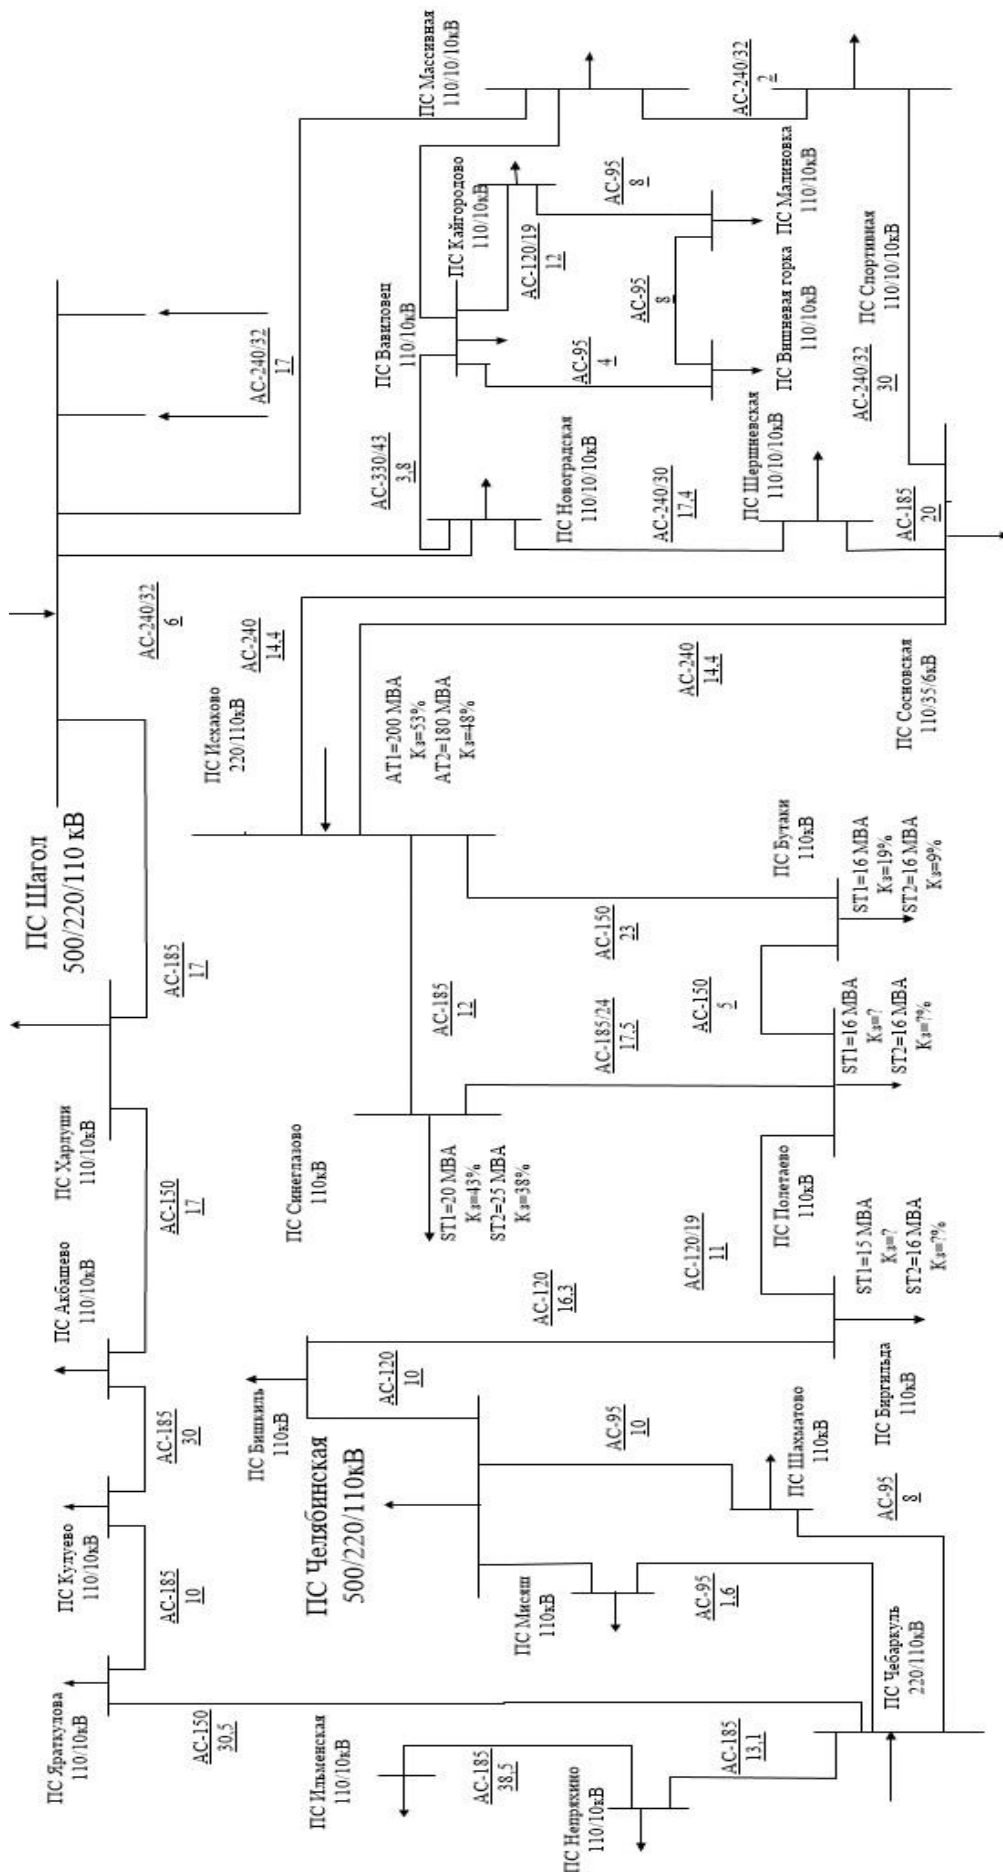 ПС Шагол
500/220/110 кВ
ПС Харлуши
110/10кВ
ПС Акбашево
110/10кВ
ПС Кулуево
110/10кВ
ПС Яраткулова
110/10кВ
АС-185
17
АС-150
17
АС-185
30
АС-185
10
АС-150
30,5
АС-240/32
6
АС-240/32
17
ПС Массивная
110/10/10кВ
АС-240
14,4
ПС Исхаково
220/110кВ
АТ1=200 МВА
Кз=53%
АТ2=180 МВА
Кз=48%
АС-240
14,4
ПС Вавиловец
110/10кВ
ПС Кайгородово
110/10кВ
АС-330/43
3,8
АС-120/19
12
АС-95
8
АС-95
4
АС-95
8
ПС Малиновка
110/10кВ
ПС Вишневая горка
110/10кВ
АС-240/32
2
ПС Спортивная
110/10/10кВ
АС-240/32
30
ПС Новоградская
110/10/10кВ
АС-240/30
17,4
ПС Шершневская
110/10/10кВ
АС-185
20
ПС Сосновская
110/35/6кВ
ПС Синеглазово
110кВ
ST1=20 МВА
Кз=43%
ST2=25 МВА
Кз=38%
АС-185
12
АС-185/24
17,5
АС-150
23
АС-150
5
ПС Бутаки
110кВ
ST1=16 МВА
Кз=19%
ST2=16 МВА
Кз=9%
ST1=16 МВА
Кз=?
ST2=16 МВА
Кз=?%
ПС Полетаево
110кВ
АС-120/19
11
ST1=15 МВА
Кз=?
ST2=16 МВА
Кз=?%
АС-120
16,3
ПС Биргильда
110кВ
ПС Бишкиль
110кВ
АС-120
10
ПС Челябинская
500/220/110кВ
АС-95
10
ПС Шахматово
110кВ
АС-95
8
ПС Мисяш
110кВ
АС-95
1,6
ПС Чебаркуль
220/110кВ
ПС Ильменская
110/10кВ
АС-185
38,5
ПС Непряхино
110/10кВ
АС-185
13,1